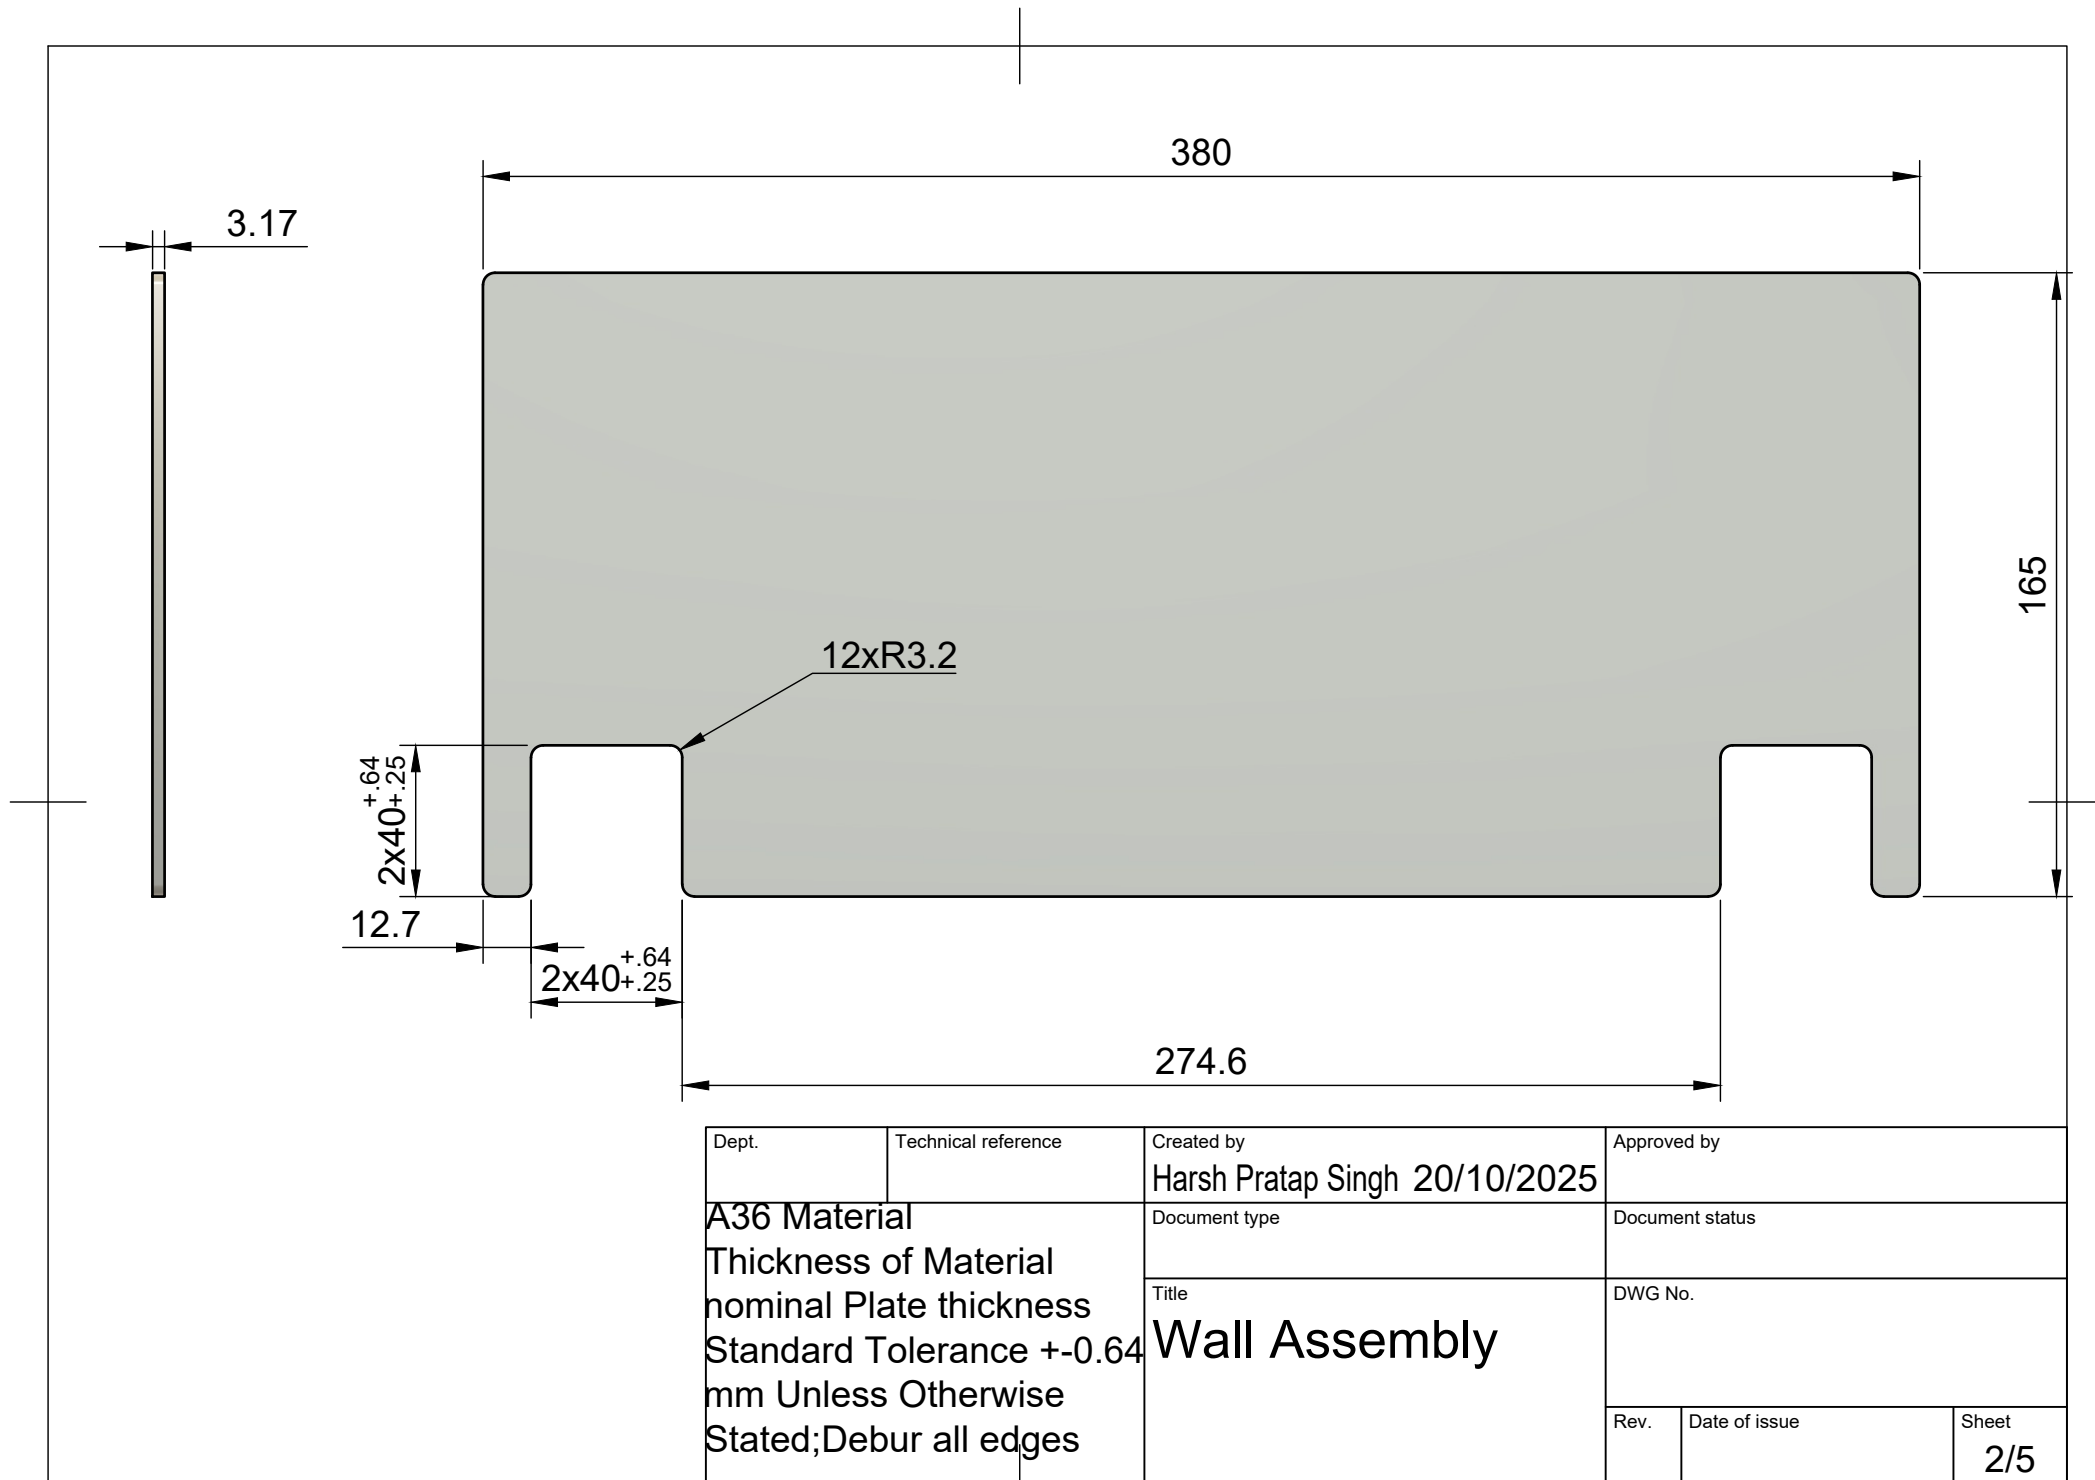 380
3.17
165
12xR3.2
2x40+.64
+.25
12.7
2x40+.64
+.25
274.6
Dept.
Technical reference
Created by
Approved by
Harsh Pratap Singh 20/10/2025
A36 Material
Thickness of Material
nominal Plate thickness
Standard Tolerance +-0.64
mm Unless Otherwise
Stated;Debur all edges
Document type
Document status
Title
Wall Assembly
DWG No.
Rev.
Date of issue
Sheet
2/5